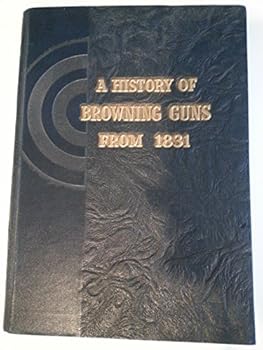 A HISTORY OF
BROWNING GUNS
FROM 1831